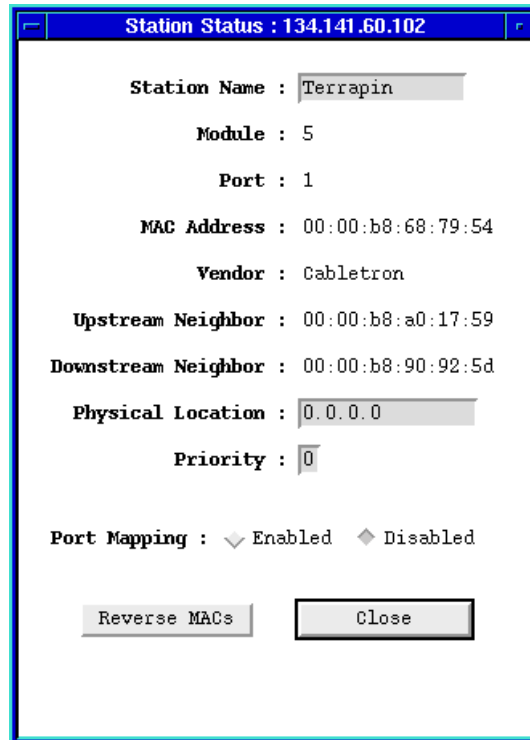 Station Status : 134.141.60.102
Station Name : Terrapin
Module : 5
Port : 1
MAC Address : 00:00:b8:68:79:54
Vendor : Cabletron
Upstream Neighbor : 00:00:b8:a0:17:59
Downstream Neighbor : 00:00:b8:90:92:5d
Physical Location : 0.0.0.0
Priority : 0
Port Mapping : Enabled Disabled
Reverse MACs Close